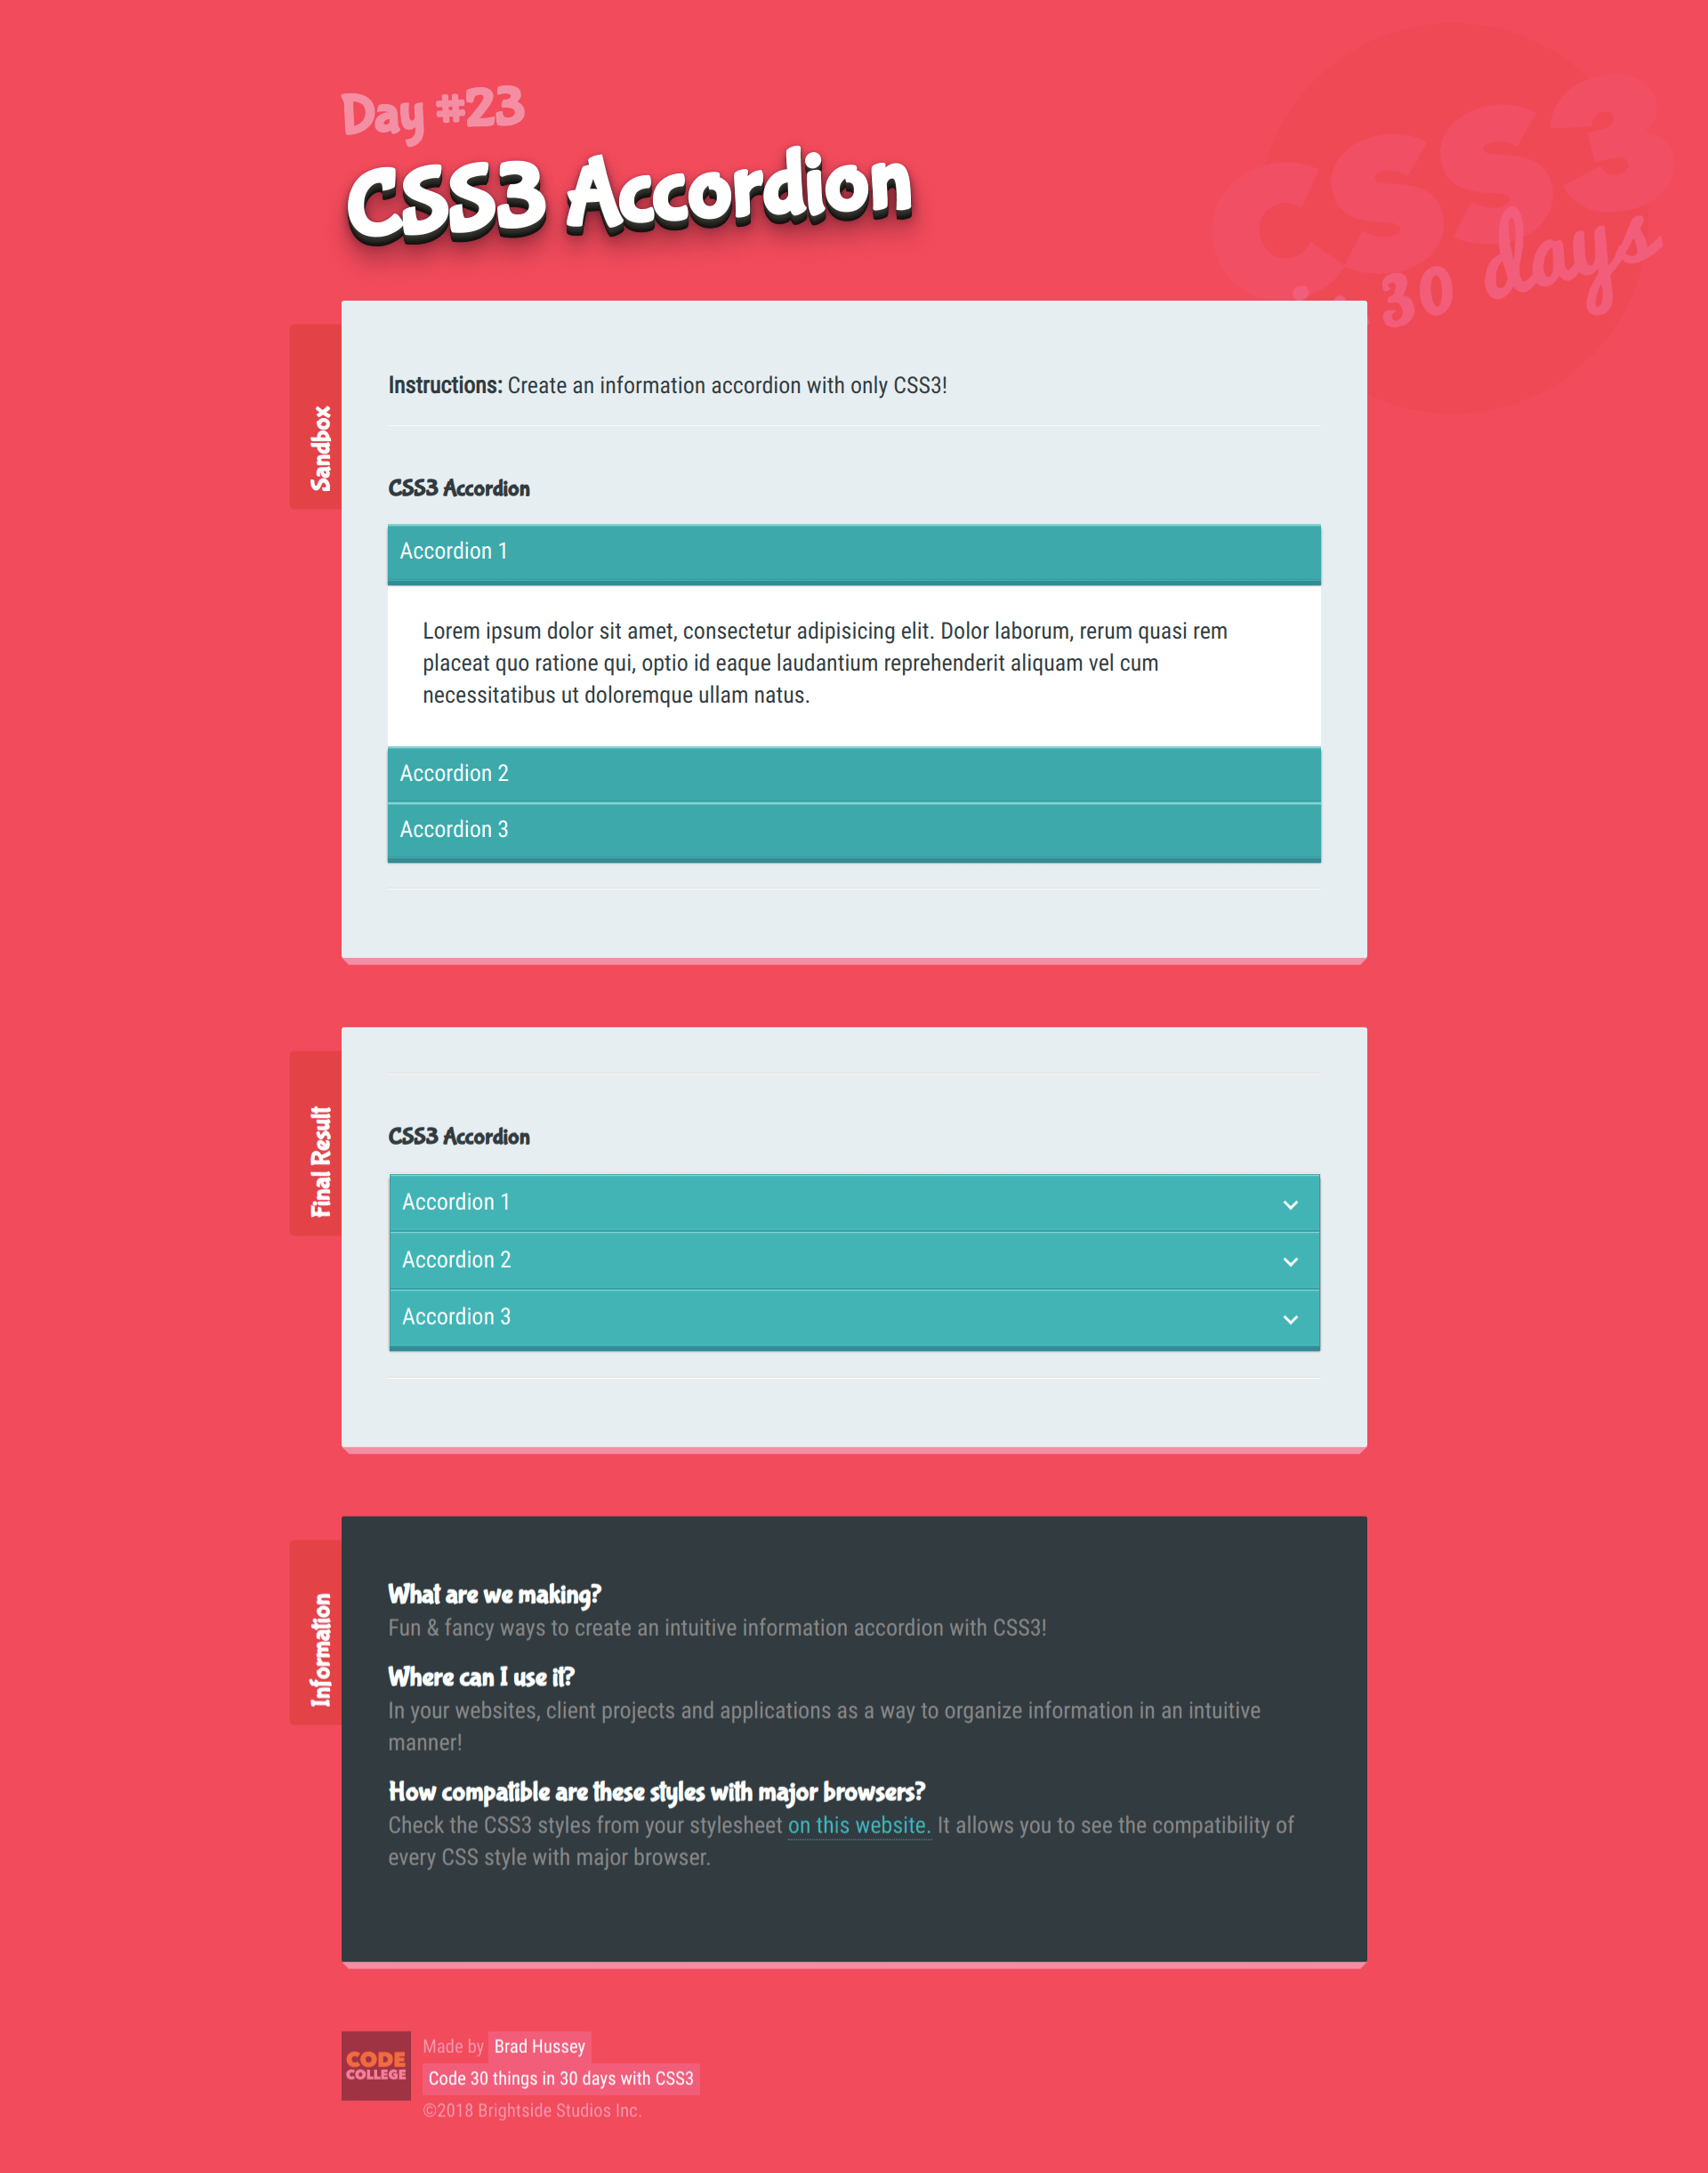 Day #23
CSS3 Accordion
CSS3
30 days
Sandbox
Instructions: Create an information accordion with only CSS3!
CSS3 Accordion
Accordion 1
Lorem ipsum dolor sit amet, consectetur adipisicing elit. Dolor laborum, rerum quasi rem
placeat quo ratione qui, optio id eaque laudantium reprehenderit aliquam vel cum
necessitatibus ut doloremque ullam natus.
Accordion 2
Accordion 3
Final Result
CSS3 Accordion
Accordion 1
Accordion 2
Accordion 3
Information
What are we making?
Fun & fancy ways to create an intuitive information accordion with CSS3!
Where can I use it?
In your websites, client projects and applications as a way to organize information in an intuitive
manner!
How compatible are these styles with major browsers?
Check the CSS3 styles from your stylesheet on this website. It allows you to see the compatibility of
every CSS style with major browser.
CODE
COLLEGE
Made by Brad Hussey
Code 30 things in 30 days with CSS3
©2018 Brightside Studios Inc.